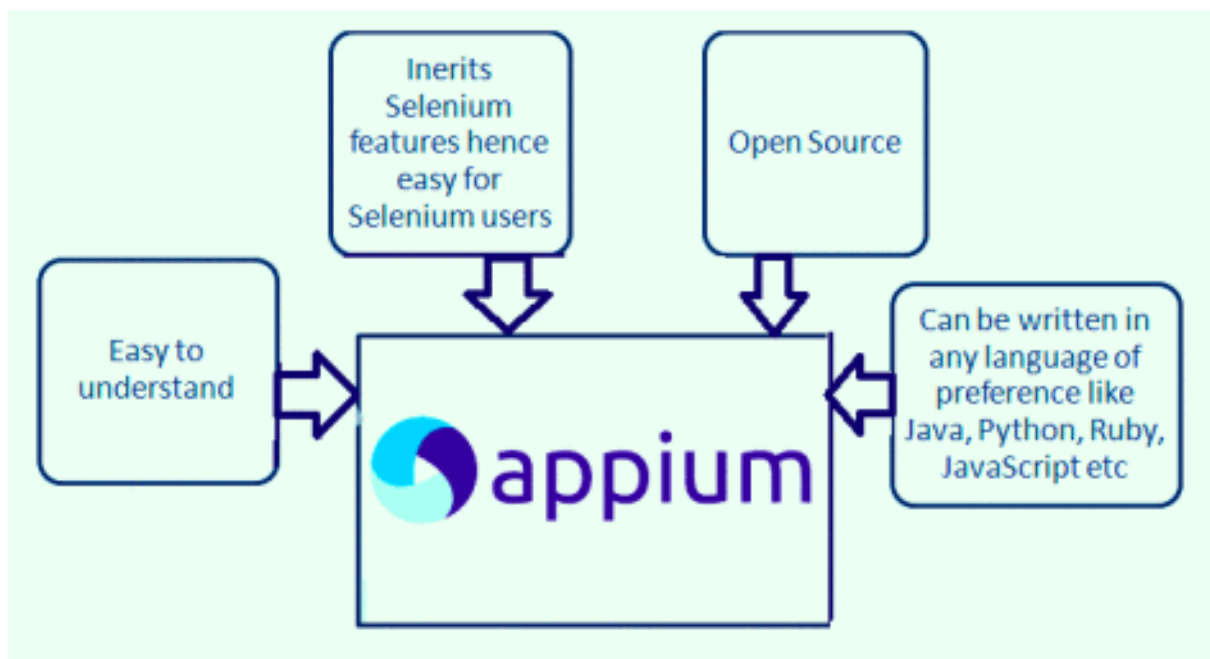 Inerits
Selenium
features hence
easy for
Selenium users
Open Source
Easy to
understand
Can be written in
any language of
preference like
Java, Python, Ruby,
JavaScript etc
appium